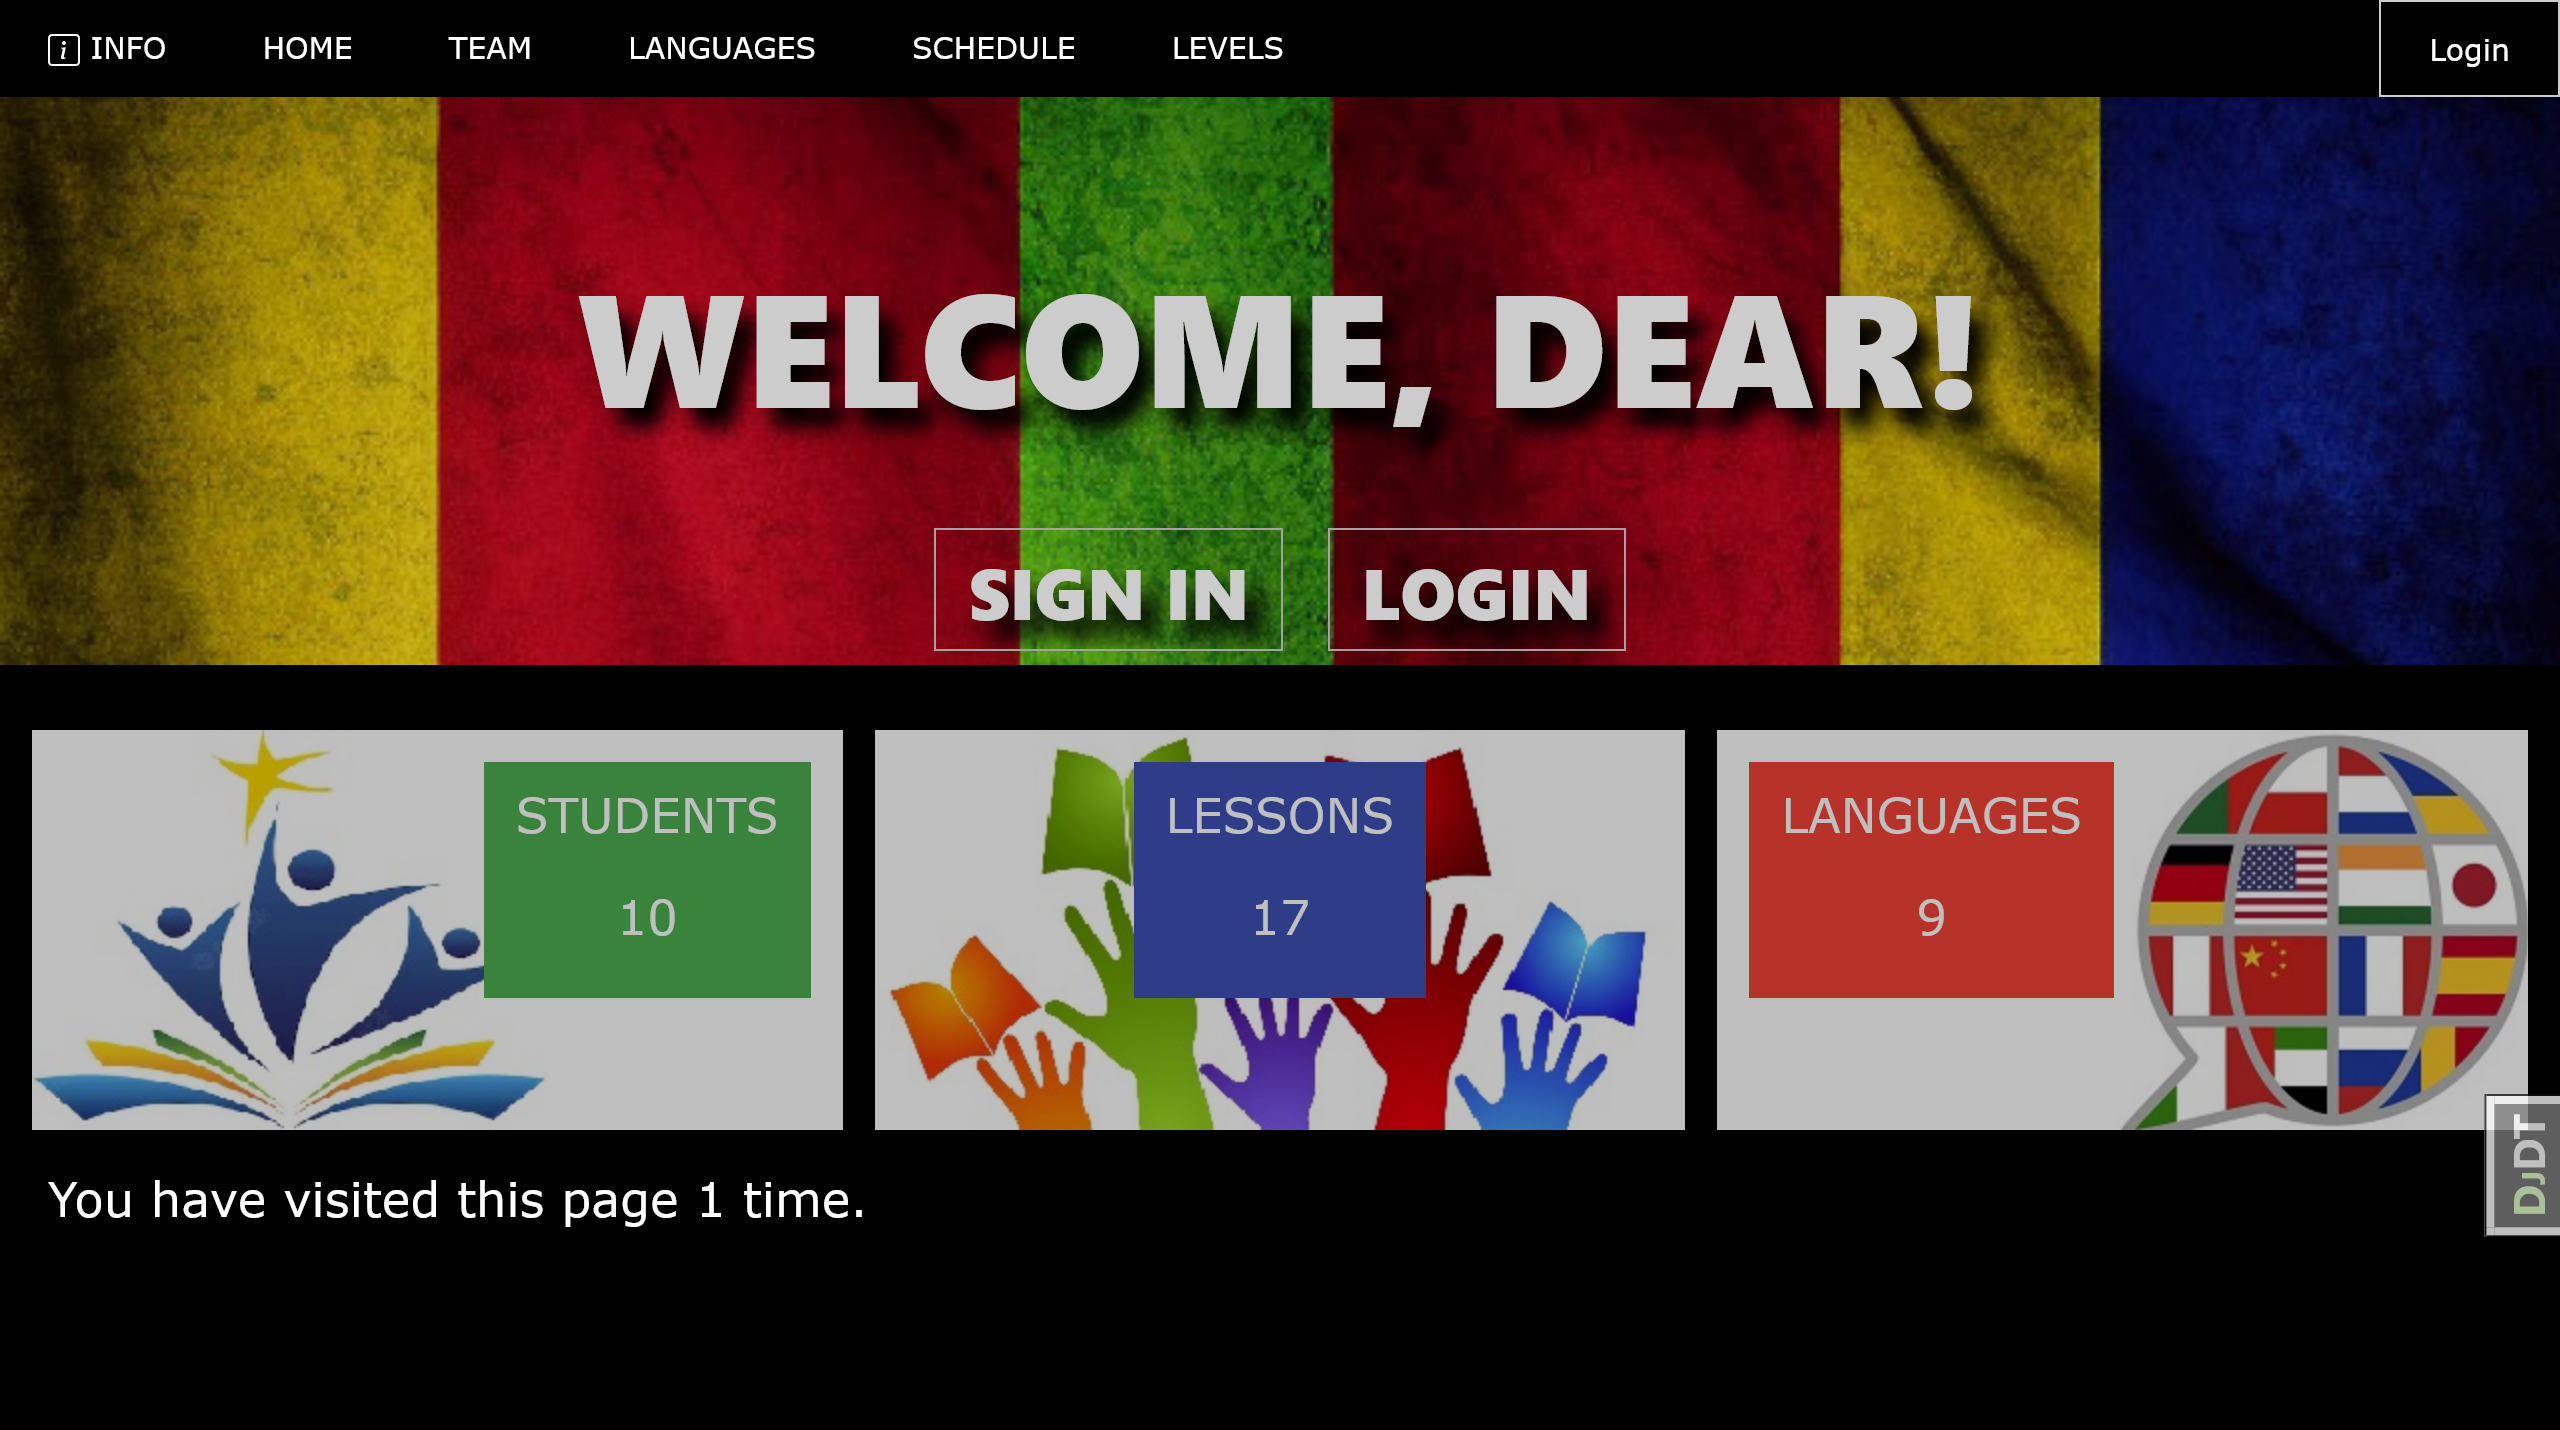 i INFO HOME TEAM LANGUAGES SCHEDULE LEVELS Login
WELCOME, DEAR!
SIGN IN LOGIN
STUDENTS
10
LESSONS
17
LANGUAGES
9
DJDT
You have visited this page 1 time.